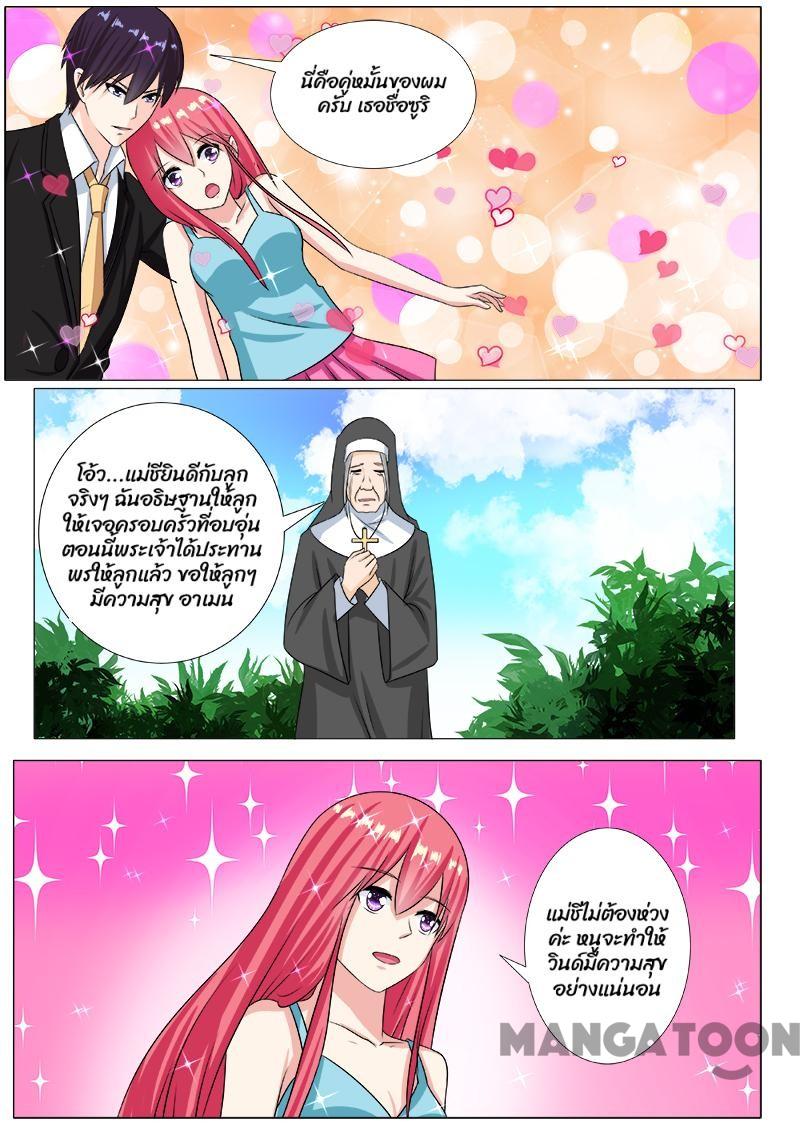 นี่คือคู่หมั้นของผม
ครับ เธอชื่อซูริ
โอ้ว...แม่ชียินดีกับลูก
จริงๆ ฉันอธิษฐานให้ลูก
ให้เจอครอบครัวที่อบอุ่น
ตอนนี้พระเจ้าได้ประทาน
พรให้ลูกแล้ว ขอให้ลูกๆ
มีความสุข อาเมน
แม่ชีไม่ต้องห่วง
ค่ะ หนูจะทำให้
วินด์มีความสุข
อย่างแน่นอน
MANGATOON